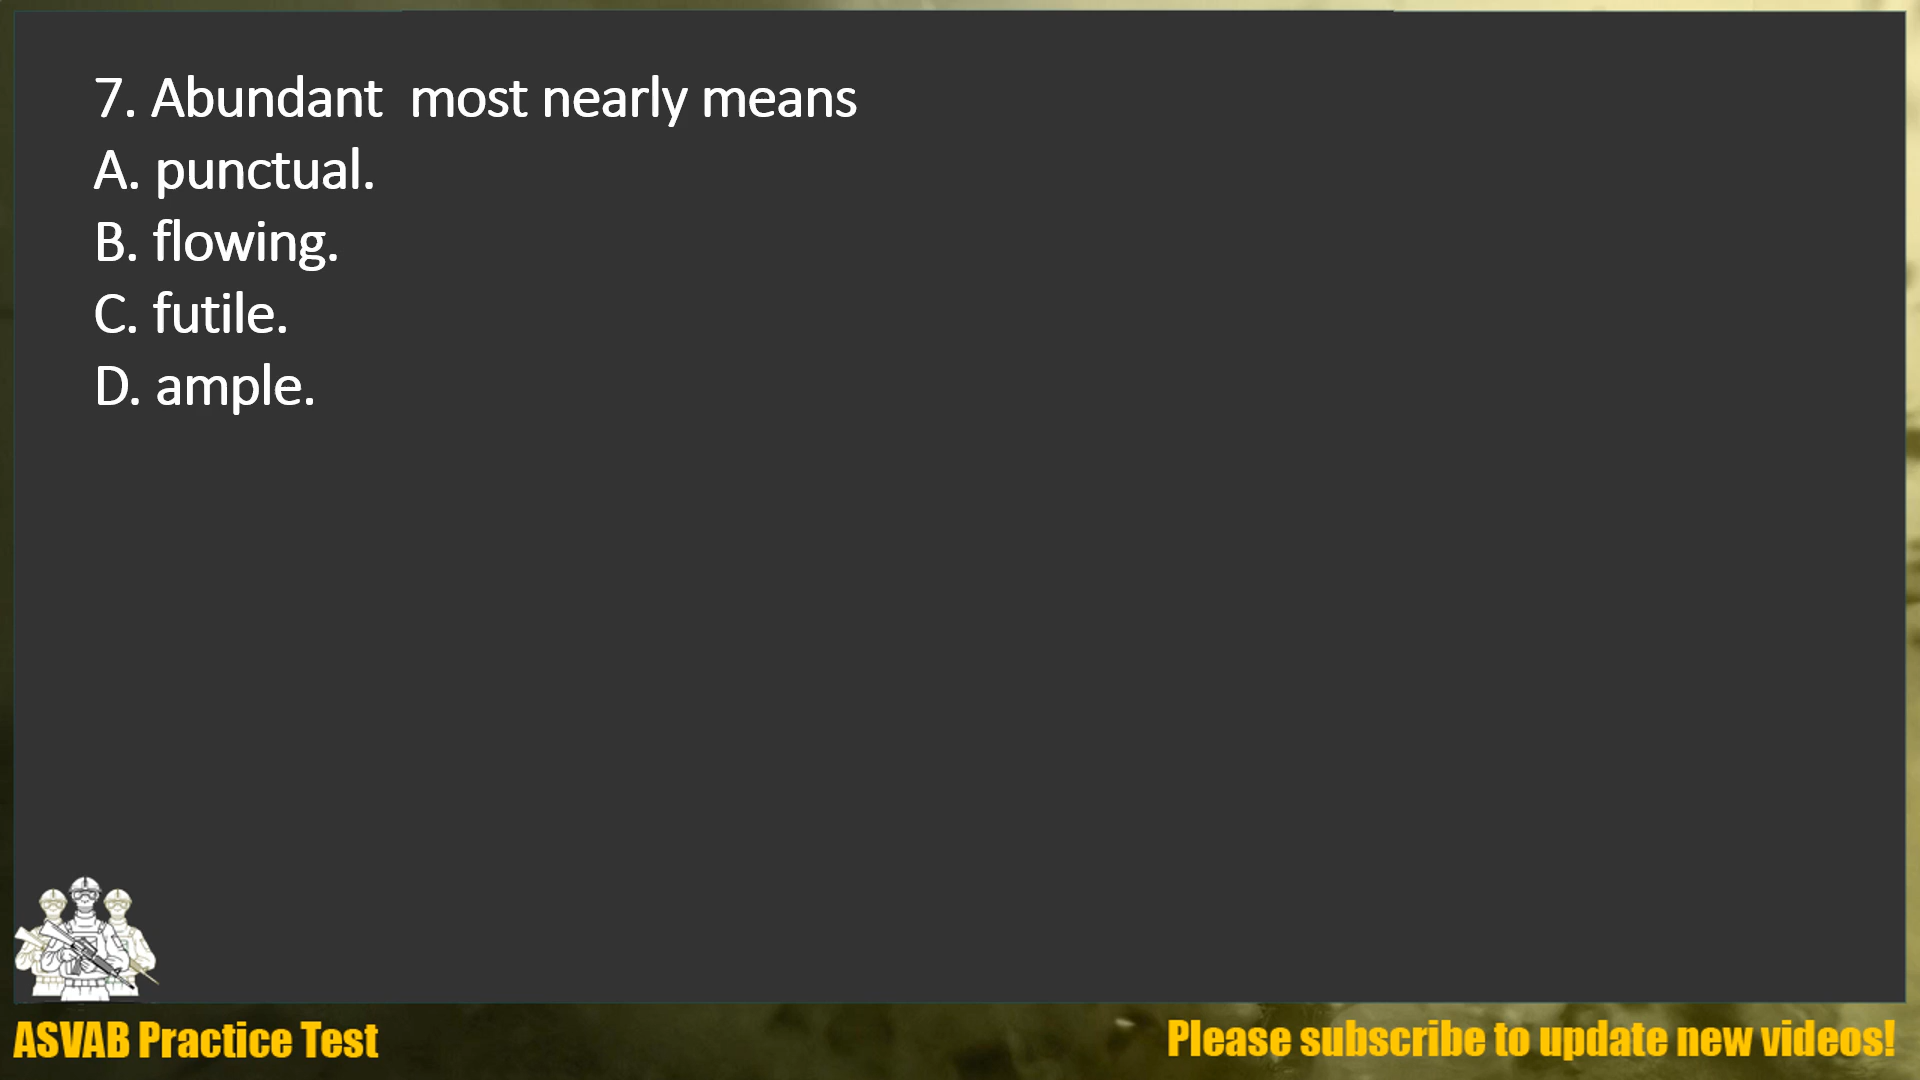 7. Abundant  most nearly means
A. punctual.
B. flowing.
C. futile.
D. ample.
ASVAB Practice Test
Please subscribe to update new videos!